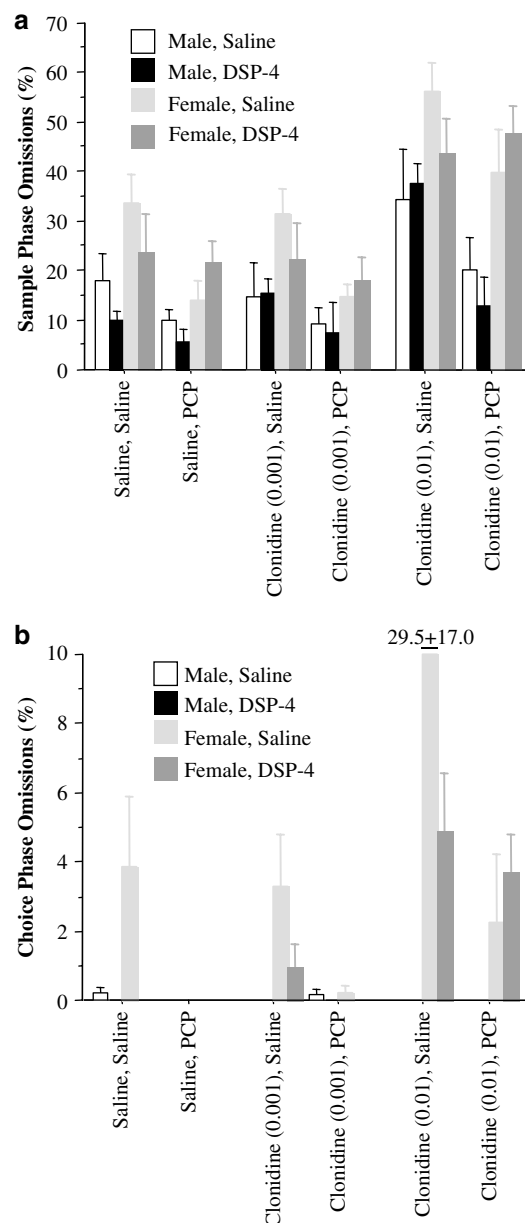 a
Sample Phase Omissions (%)
70
60
50
40
30
20
10
0
Male, Saline
Male, DSP-4
Female, Saline
Female, DSP-4
Saline, Saline
Saline, PCP
Clonidine (0.001), Saline
Clonidine (0.001), PCP
Clonidine (0.01), Saline
Clonidine (0.01), PCP
b
Choice Phase Omissions (%)
10
8
6
4
2
0
29.5+17.0
Male, Saline
Male, DSP-4
Female, Saline
Female, DSP-4
Saline, Saline
Saline, PCP
Clonidine (0.001), Saline
Clonidine (0.001), PCP
Clonidine (0.01), Saline
Clonidine (0.01), PCP